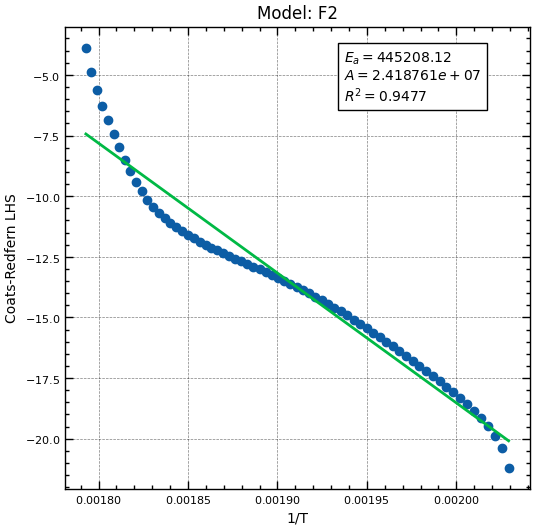 Model: F2
E_a = 445208.12
A = 2.418761e + 07
R^2 = 0.9477
Coats-Redfern LHS
−5.0
−7.5
−10.0
−12.5
−15.0
−17.5
−20.0
0.00180 0.00185 0.00190 0.00195 0.00200
1/T